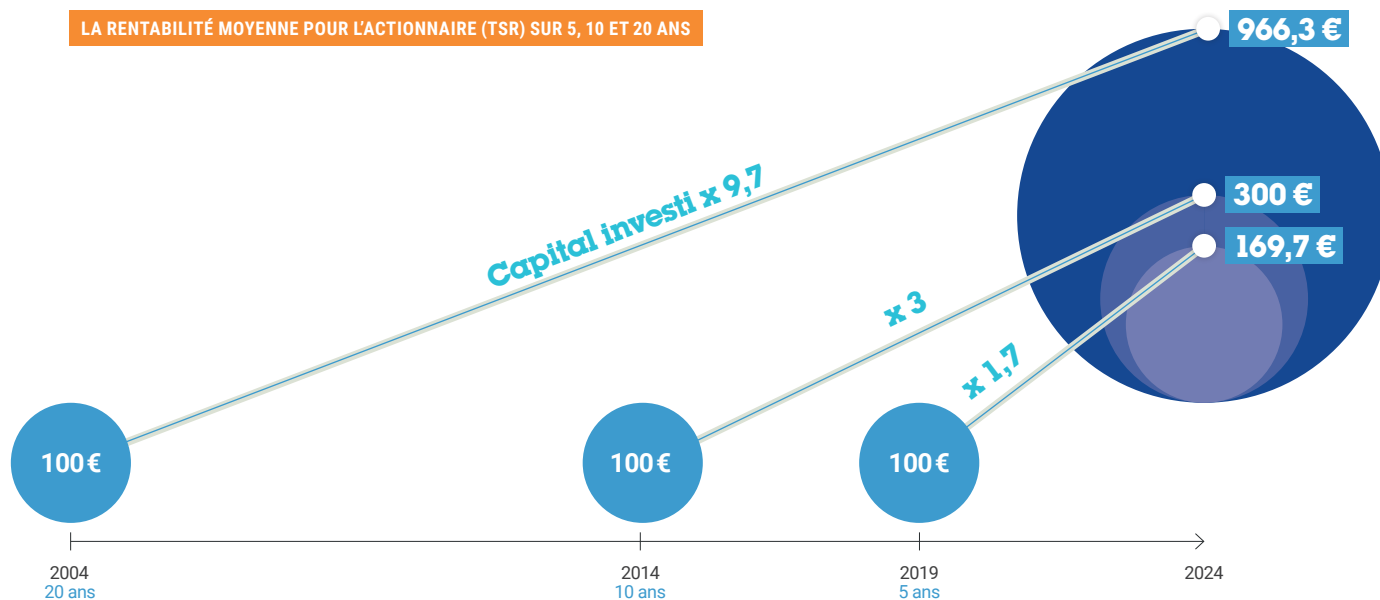 LA RENTABILITÉ MOYENNE POUR L'ACTIONNAIRE (TSR) SUR 5, 10 ET 20 ANS
966,3 €
300 €
169,7 €
Capital investi x 9,7
x 3
x 1,7
100 €
100 €
100 €
2004
20 ans
2014
10 ans
2019
5 ans
2024